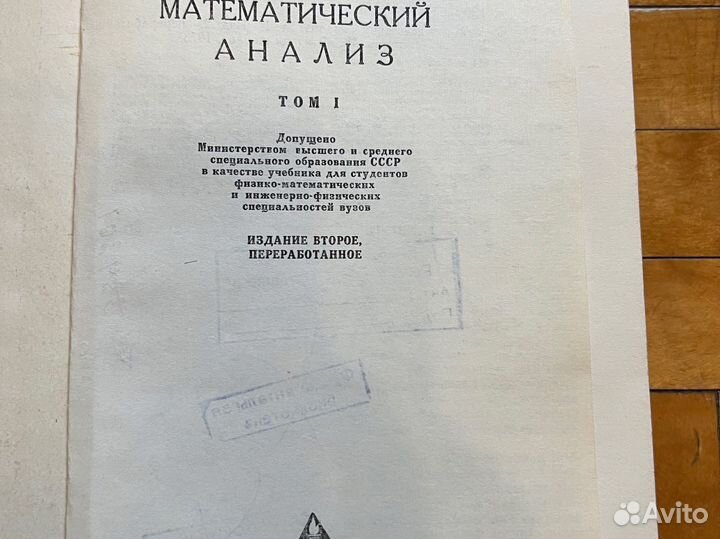 МАТЕМАТИЧЕСКИЙ
АНАЛИЗ
ТОМ I
Допущено
Министерством высшего и среднего
специального образования СССР
в качестве учебника для студентов
физико-математических
и инженерно-физических
специальностей вузов
ИЗДАНИЕ ВТОРОЕ,
ПЕРЕРАБОТАННОЕ
Avito